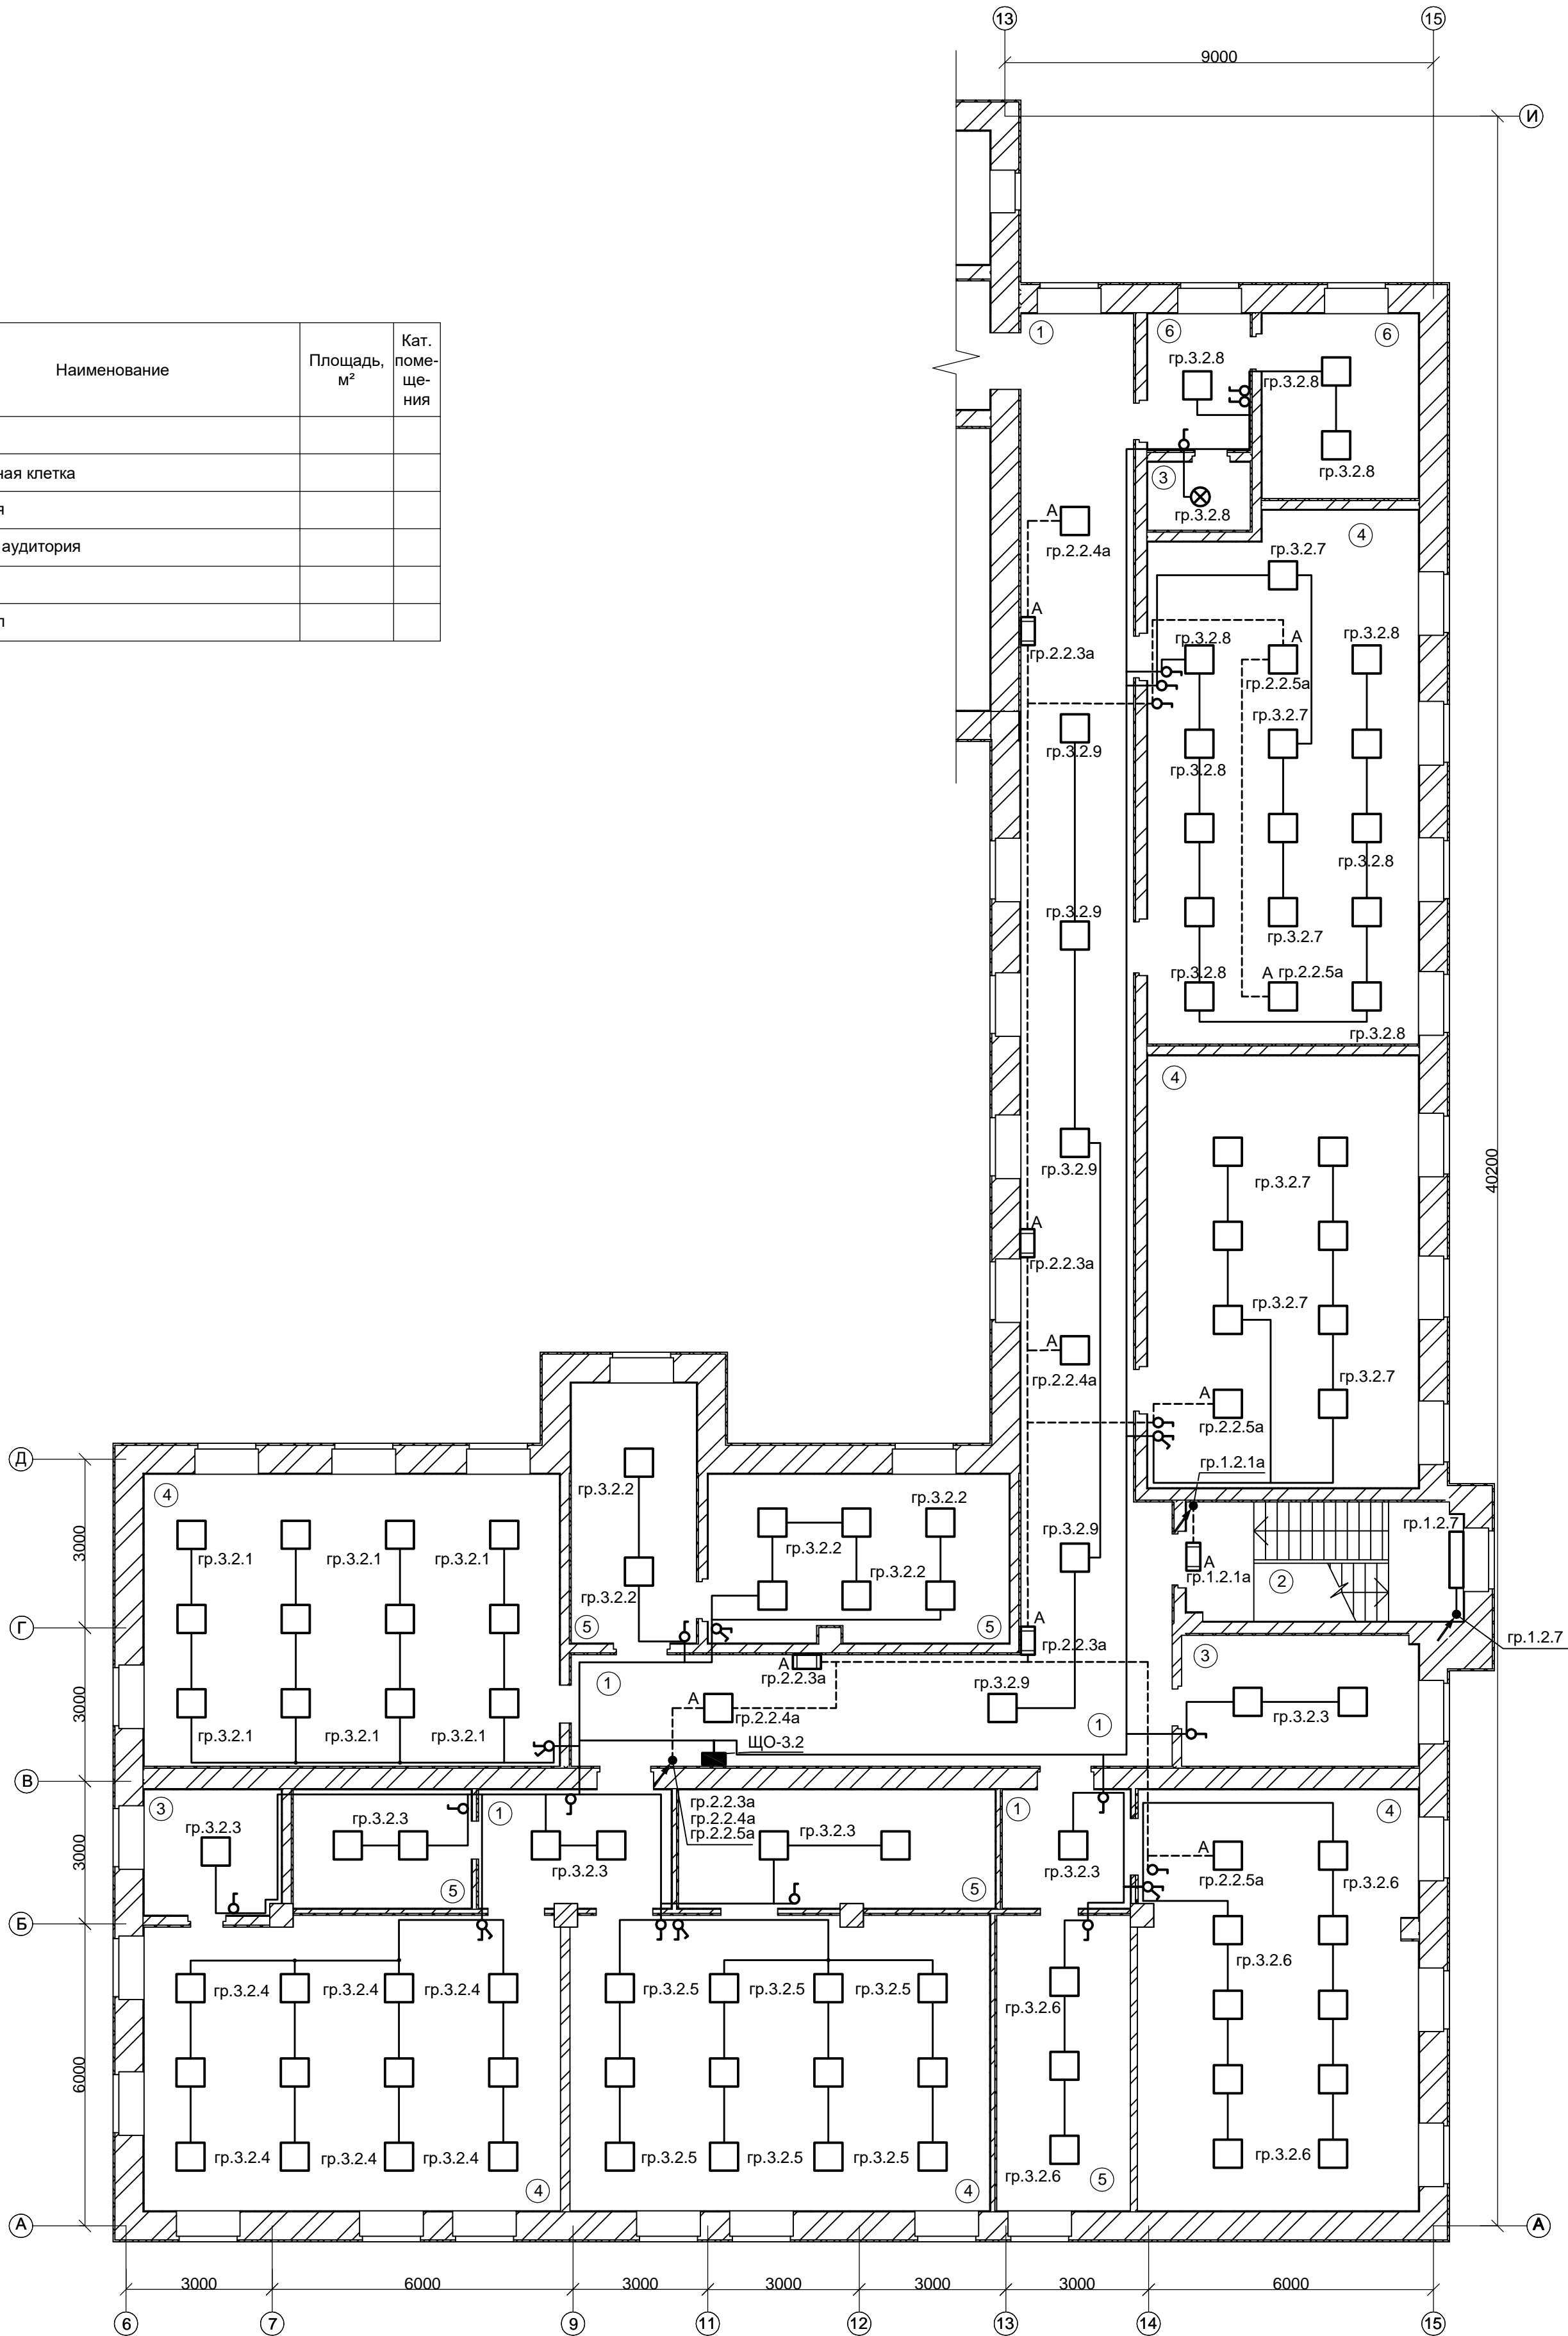 13
15
9000
И
Наименование
Площадь,
м²
Кат.
поме-
ще-
ния
ная клетка
я
аудитория
л
1
6
6
гр.3.2.8
гр.3.2.8
гр.3.2.8
3
гр.3.2.8
А
гр.2.2.4а
4
гр.3.2.7
А
гр.2.2.3а
гр.3.2.8
А
гр.3.2.8
гр.2.2.5а
гр.3.2.7
гр.3.2.9
гр.3.2.8
гр.3.2.8
гр.3.2.9
гр.3.2.7
гр.3.2.8
А
гр.2.2.5а
гр.3.2.8
4
40200
гр.3.2.9
гр.3.2.7
А
гр.2.2.3а
гр.3.2.7
А
гр.2.2.4а
гр.3.2.7
А
гр.2.2.5а
Д
4
гр.3.2.2
гр.1.2.1а
гр.3.2.2
гр.1.2.7
3000
гр.3.2.1
гр.3.2.1
гр.3.2.1
гр.3.2.2
гр.3.2.9
гр.3.2.2
гр.3.2.2
А
гр.1.2.1а
2
Г
5
5
А
гр.2.2.3а
гр.1.2.7
3
А
гр.2.2.3а
1
гр.3.2.9
3000
А
гр.2.2.4а
гр.3.2.3
1
гр.3.2.1
гр.3.2.1
гр.3.2.1
ЩО-3.2
В
3
гр.3.2.3
гр.3.2.3
1
гр.2.2.3а
гр.2.2.4а
гр.2.2.5а
гр.3.2.3
1
4
3000
гр.3.2.3
гр.3.2.3
А
гр.2.2.5а
гр.3.2.6
5
5
Б
гр.3.2.6
гр.3.2.4
гр.3.2.4
гр.3.2.4
гр.3.2.5
гр.3.2.5
гр.3.2.5
гр.3.2.6
6000
гр.3.2.4
гр.3.2.4
гр.3.2.4
гр.3.2.5
гр.3.2.5
гр.3.2.5
гр.3.2.6
гр.3.2.6
4
4
5
А
А
3000
6000
3000
3000
3000
3000
6000
6
7
9
11
12
13
14
15